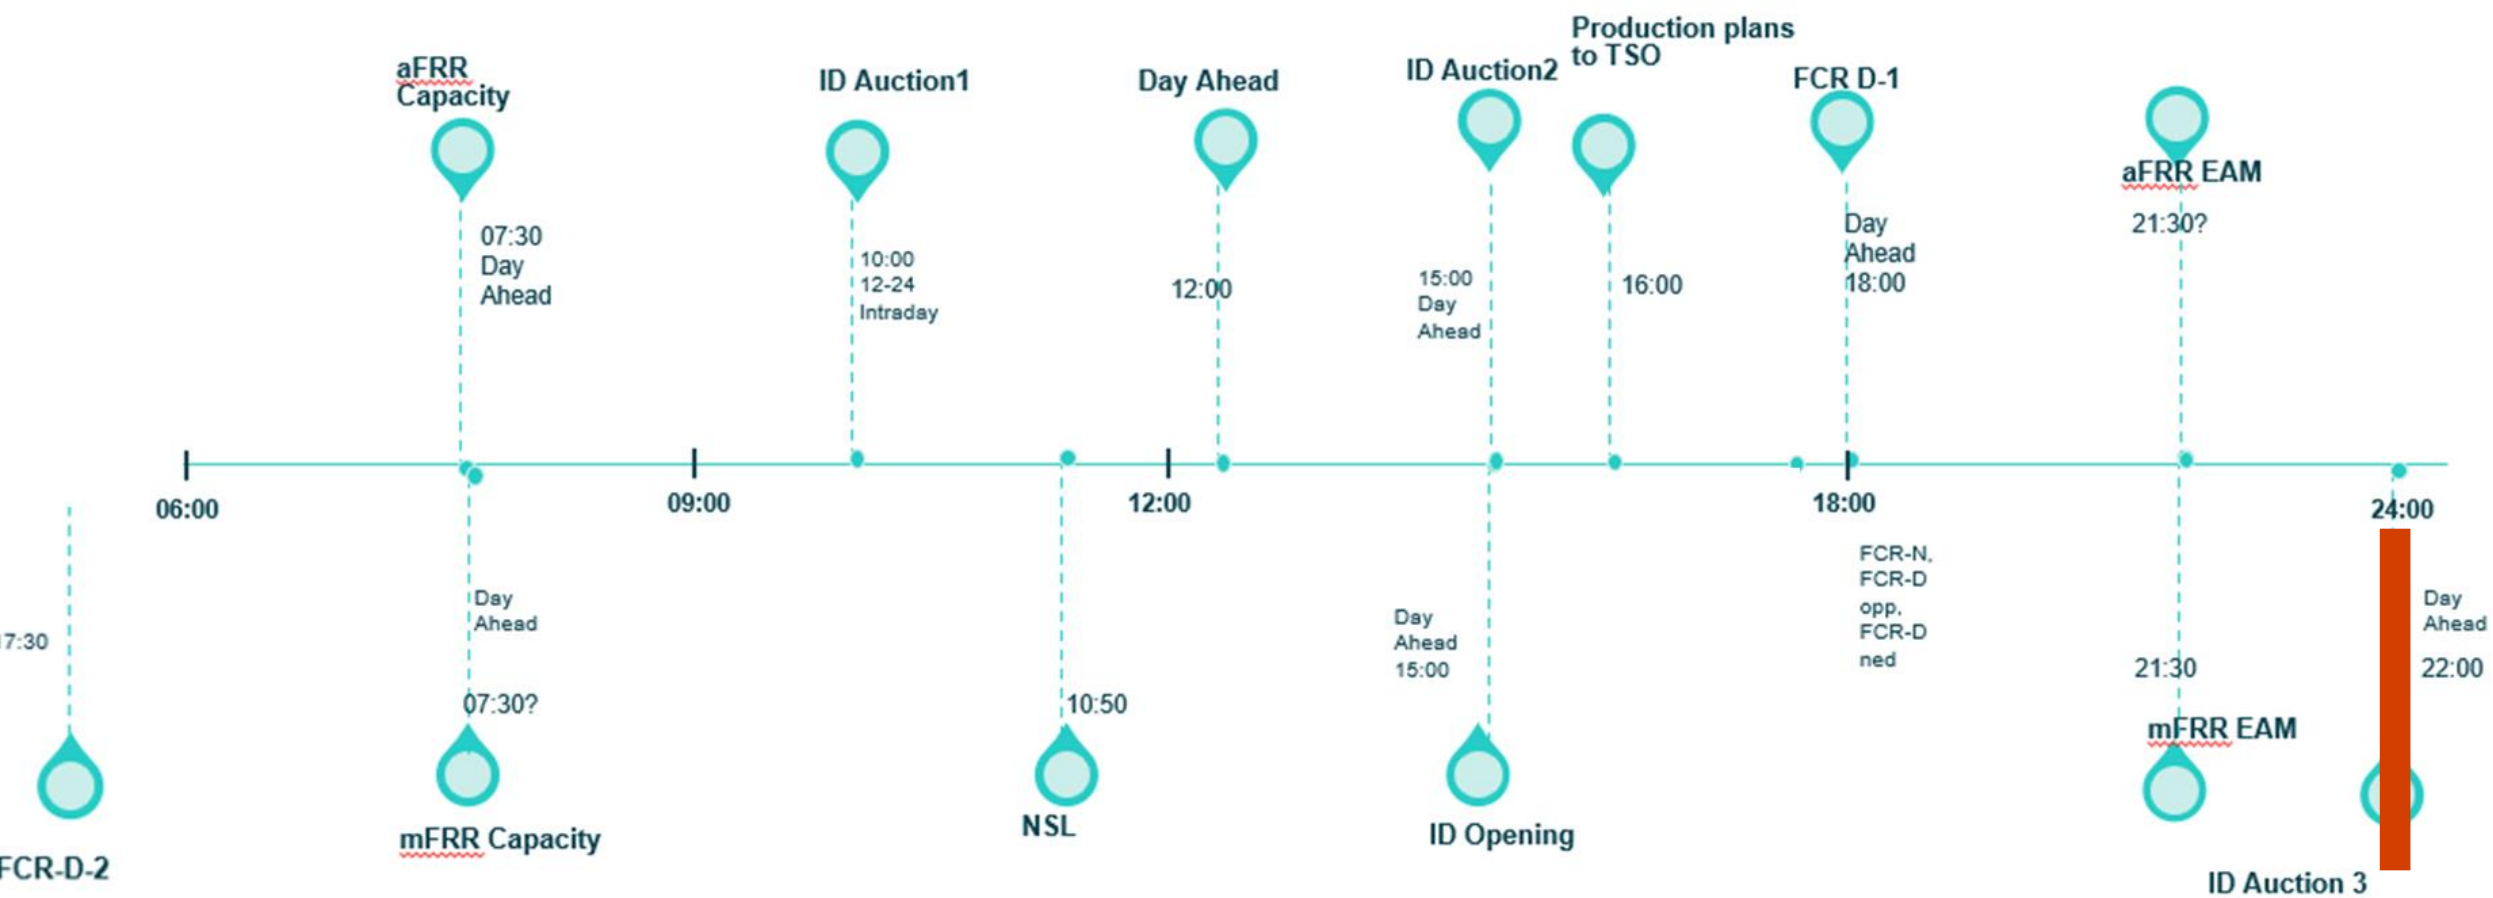 Production plans
to TSO
aFRR
Capacity
ID Auction1
Day Ahead
ID Auction2
FCR D-1
aFRR EAM
07:30
Day
Ahead
10:00
12-24
Intraday
12:00
15:00
Day
Ahead
16:00
Day
Ahead
18:00
21:30?
06:00
09:00
12:00
18:00
24:00
7:30
Day
Ahead
07:30?
10:50
Day
Ahead
15:00
FCR-N,
FCR-D
opp,
FCR-D
ned
21:30
Day
Ahead
22:00
FCR-D-2
mFRR Capacity
NSL
ID Opening
mFRR EAM
ID Auction 3